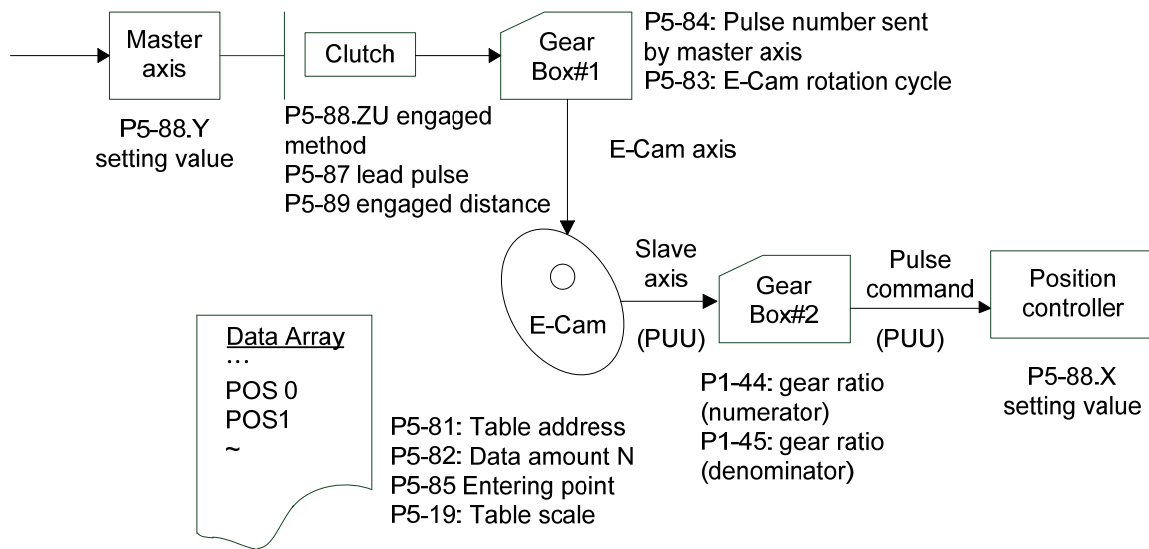 Master
axis
P5-88.Y
setting value
Clutch
P5-88.ZU engaged
method
P5-87 lead pulse
P5-89 engaged distance
Gear
Box#1
P5-84: Pulse number sent
by master axis
P5-83: E-Cam rotation cycle
E-Cam axis
E-Cam
Slave
axis
(PUU)
Gear
Box#2
P1-44: gear ratio
(numerator)
P1-45: gear ratio
(denominator)
Pulse
command
(PUU)
Position
controller
P5-88.X
setting value
Data Array
...
POS 0
POS1
~
P5-81: Table address
P5-82: Data amount N
P5-85 Entering point
P5-19: Table scale